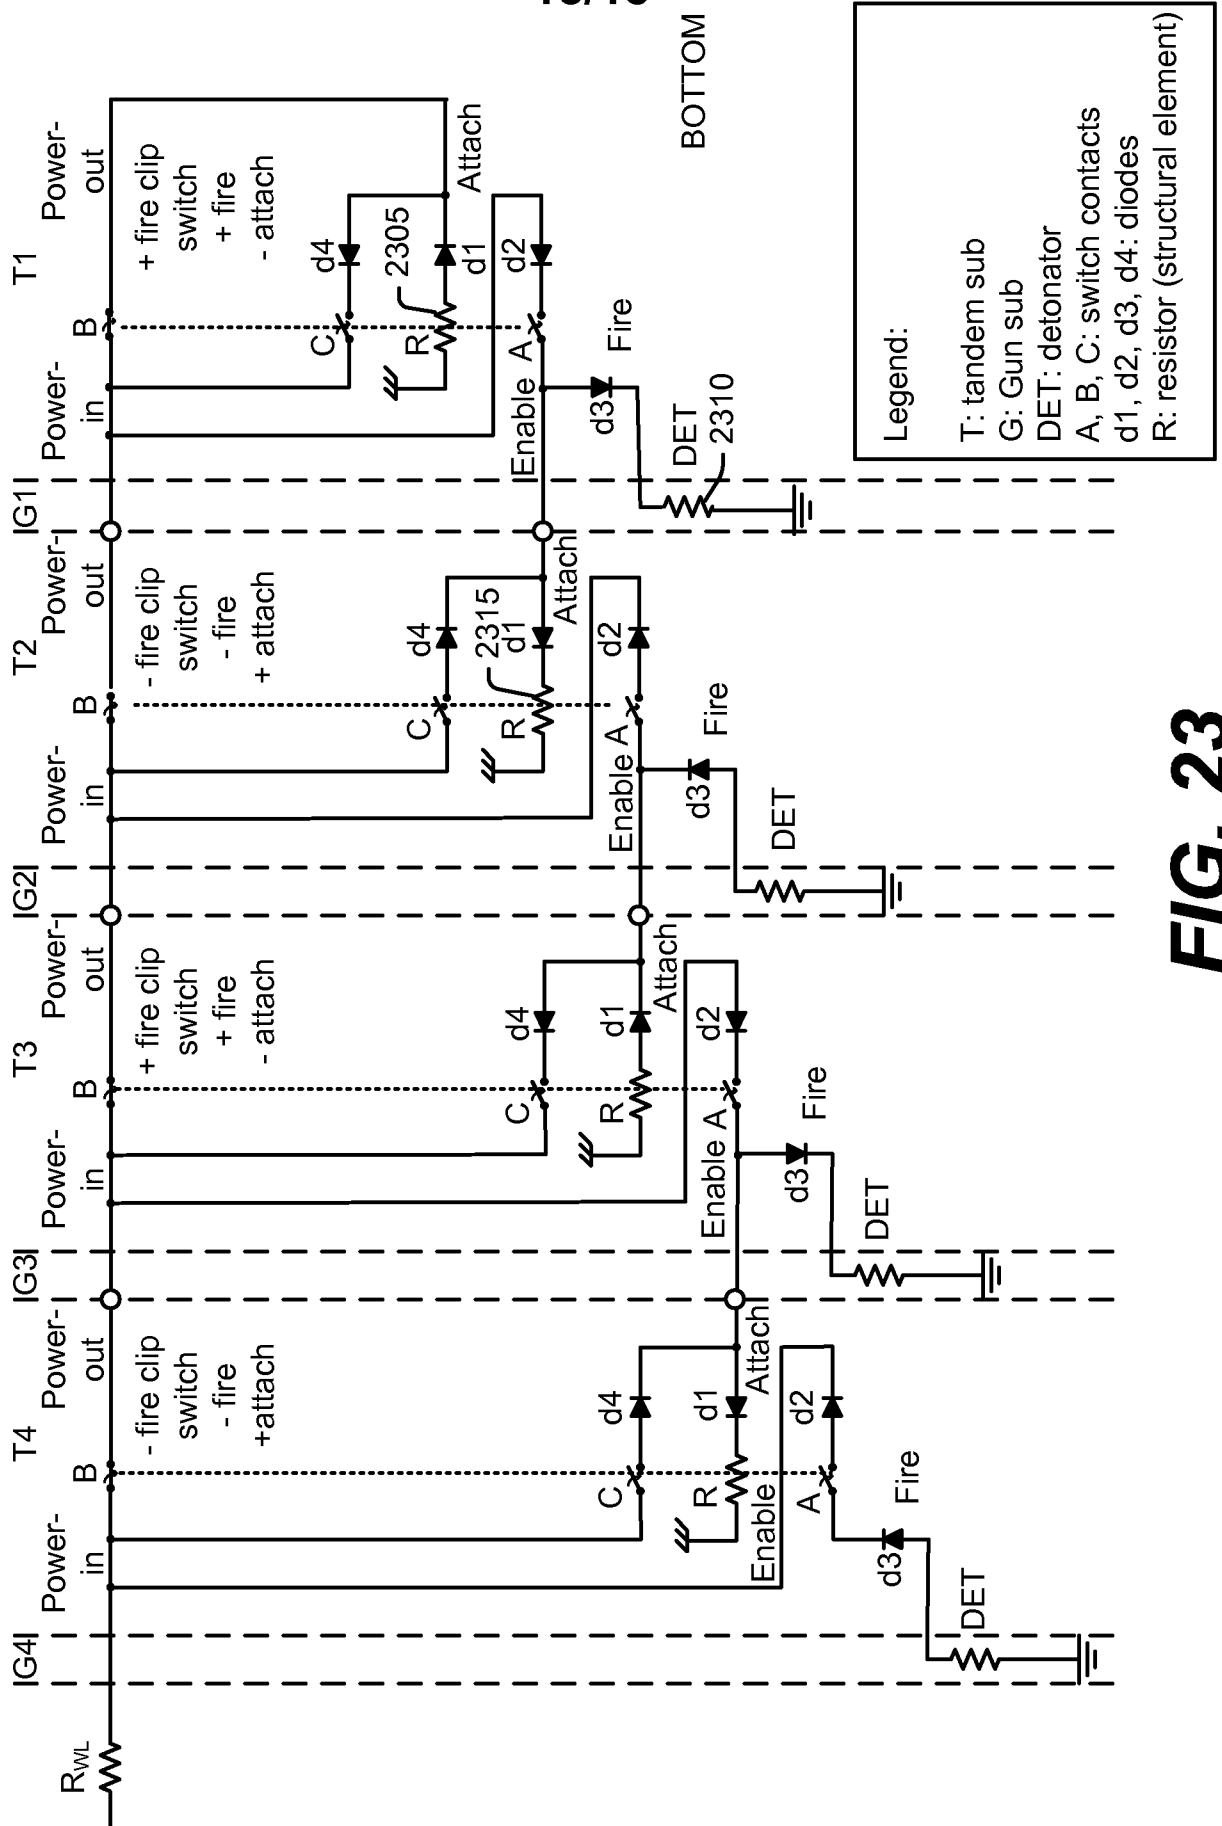 R_WL
IG4I
Power-
in
B
T4
Power-
out
- fire clip
switch
- fire
+attach
d4
C
d1
R
Attach
Enable
d2
A
d3
Fire
DET
IG3I
Power-
in
B
T3
Power-
out
+ fire clip
switch
+ fire
- attach
d4
C
d1
R
Attach
Enable A
d2
d3
Fire
DET
IG2I
Power-
in
B
T2
Power-
out
- fire clip
switch
- fire
+ attach
d4
C
2315
d1
R
Attach
Enable A
d2
d3
Fire
DET
IG1I
Power-
in
B
T1
Power-
out
+ fire clip
switch
+ fire
- attach
d4
C
2305
R
d1
Attach
Enable A
d2
d3
Fire
DET
2310
BOTTOM
Legend:
T: tandem sub
G: Gun sub
DET: detonator
A, B, C: switch contacts
d1, d2, d3, d4: diodes
R: resistor (structural element)
FIG. 23